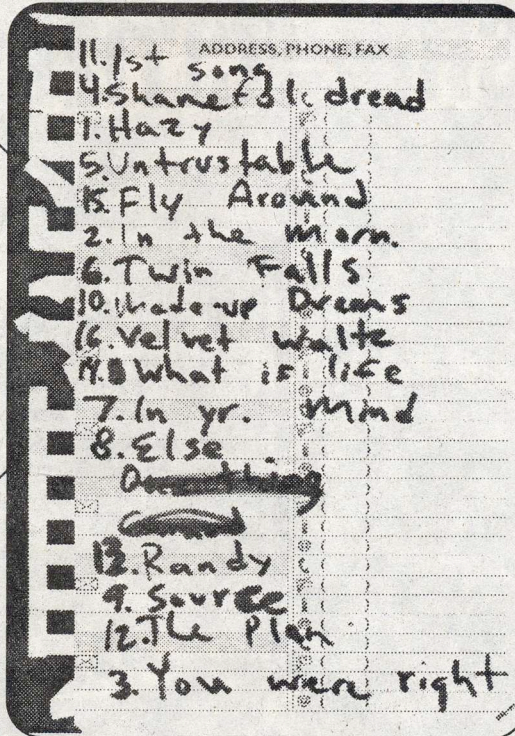 ADDRESS, PHONE, FAX
11. 1st song
4. Shameful dread
1. Hazy
5. Untrustable
15. Fly Around
2. In the morn.
6. Twin Falls
10. Made-up Dreams
16. Velvet waltz
14. What is life
7. In yr. Mind
8. Else
13. Randy
9. Source
12. The Plan
3. You were right